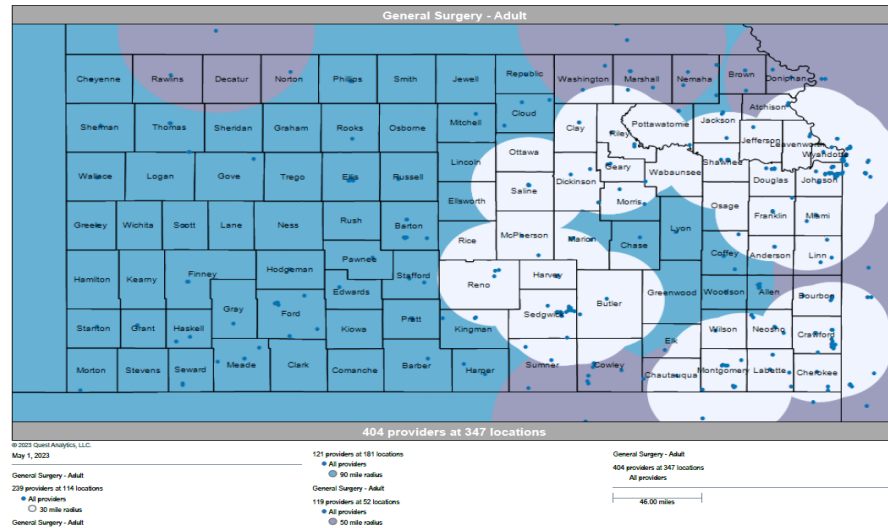 General Surgery - Adult
Cheyenne Rawins Decatur Norton Phillips Smith Jewell Republic Washington Marshall Nemaha Brown Doniphan
Atchison
Sherman Thomas Sheridan Graham Rooks Osborne Mitchell Cloud Clay Riley Pottawatomie Jackson Jefferson Leavenworth
Wyandotte
Wallace Logan Gove Trego Ellis Russell Lincoln Ottawa Saline Dickinson Geary Wabaunsee Shawnee Douglas Johnson
Ellsworth Morris Osage
Greeley Wichita Scott Lane Ness Rush Barton Rice McPherson Marion Chase Lyon Franklin Miami
Hamilton Kearny Finney Hodgeman Pawnee Stafford Reno Harvey Coffey Anderson Linn
Gray Ford Edwards Sedgwick Butler Greenwood Woodson Allen Bourbon
Stanton Grant Haskell Kiowa Pratt Kingman Elk Wilson Neosho Crawford
Morton Stevens Seward Meade Clark Comanche Barber Harper Sumner Cowley Chautauqua Montgomery Labette Cherokee
404 providers at 347 locations
© 2023 Quest Analytics, LLC.
May 1, 2023
General Surgery - Adult
239 providers at 114 locations
All providers
30 mile radius
General Surgery - Adult
121 providers at 181 locations
All providers
90 mile radius
General Surgery - Adult
119 providers at 52 locations
All providers
50 mile radius
General Surgery - Adult
404 providers at 347 locations
All providers
46.00 miles